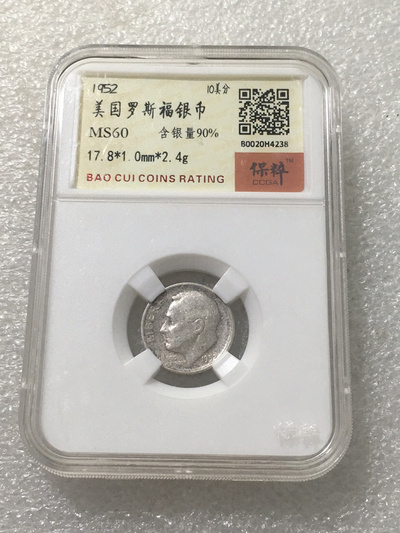 1952 10美分
美国罗斯福银币
MS60 含银量90%
B0020H4238
17.8*1.0mm*2.4g
保粹 TM
BAO CUI COINS RATING
CCGA